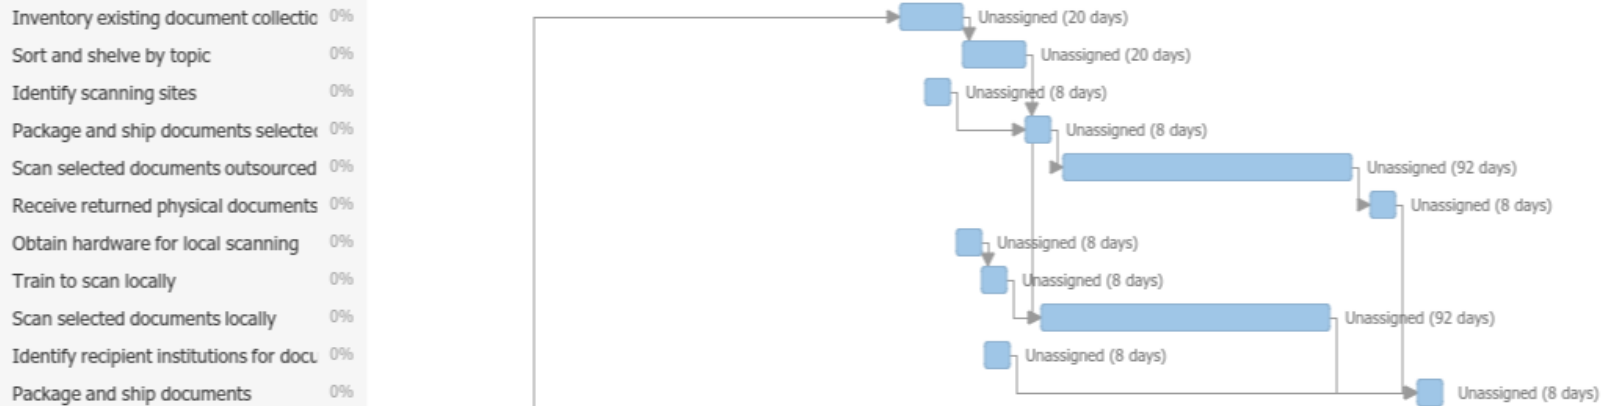 Inventory existing document collectic 0% Unassigned (20 days)
Sort and shelve by topic 0% Unassigned (20 days)
Identify scanning sites 0% Unassigned (8 days)
Package and ship documents selected 0% Unassigned (8 days)
Scan selected documents outsourced 0% Unassigned (92 days)
Receive returned physical documents 0% Unassigned (8 days)
Obtain hardware for local scanning 0% Unassigned (8 days)
Train to scan locally 0% Unassigned (8 days)
Scan selected documents locally 0% Unassigned (92 days)
Identify recipient institutions for docu 0% Unassigned (8 days)
Package and ship documents 0% Unassigned (8 days)